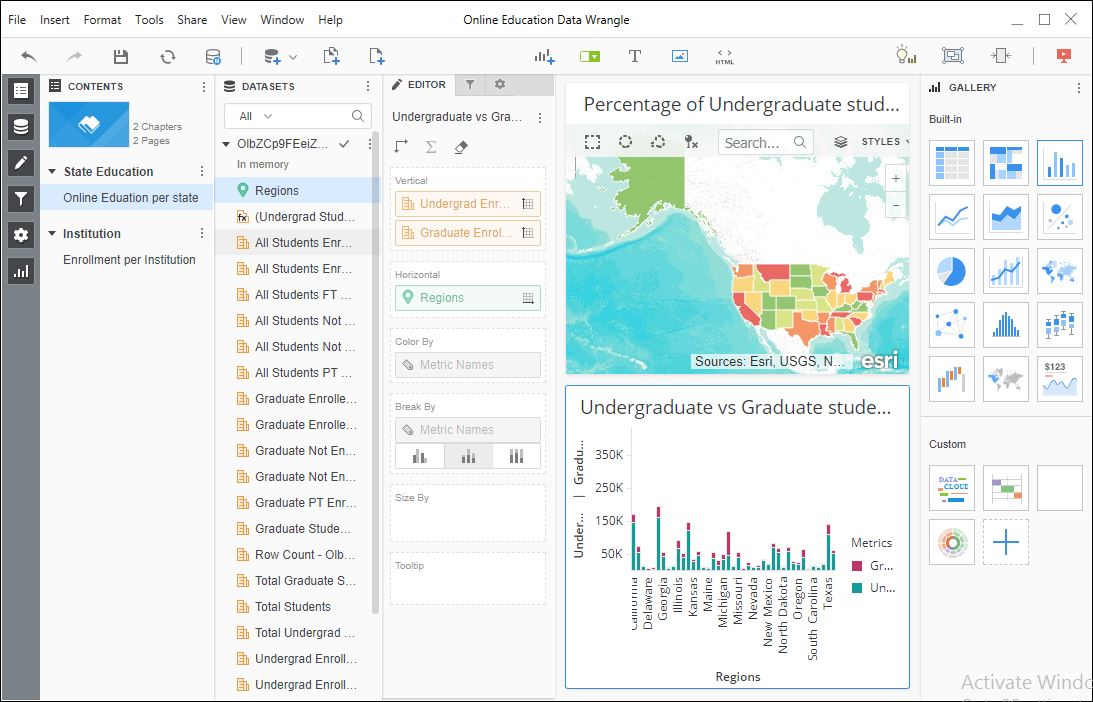 File Insert Format Tools Share View Window Help
Online Education Data Wrangle
T
HTML
CONTENTS
2 Chapters
2 Pages
State Education
Online Eduation per state
Institution
Enrollment per Institution
DATASETS
All
OlbZCp9FEeiZ...
In memory
Regions
fx
(Undergrad Stud...
All Students Enr...
All Students Enr...
All Students FT ...
All Students Not ...
All Students Not ...
All Students PT ...
Graduate Enrolle...
Graduate Enrolle...
Graduate Not En...
Graduate Not En...
Graduate PT Enr...
Graduate Stude...
Row Count - Olb...
Total Graduate S...
Total Students
Total Undergrad ...
Undergrad Enroll...
Undergrad Enroll...
EDITOR
Undergraduate vs Gra...
Vertical
Undergrad Enr...
Graduate Enrol...
Horizontal
Regions
Color By
Metric Names
Break By
Metric Names
Size By
Tooltip
Percentage of Undergraduate stud...
Search...
STYLES
+
−
Sources: Esri, USGS, N...
esri
Undergraduate vs Graduate stude...
Under... | Gradu...
350K
250K
150K
50K
California
Delaware
Georgia
Illinois
Kansas
Maine
Michigan
Missouri
Nevada
New Mexico
North Dakota
Oregon
South Carolina
Texas
Regions
Metrics
Gr...
Un...
GALLERY
Built-in
$123
Custom
DATA
CLOUD